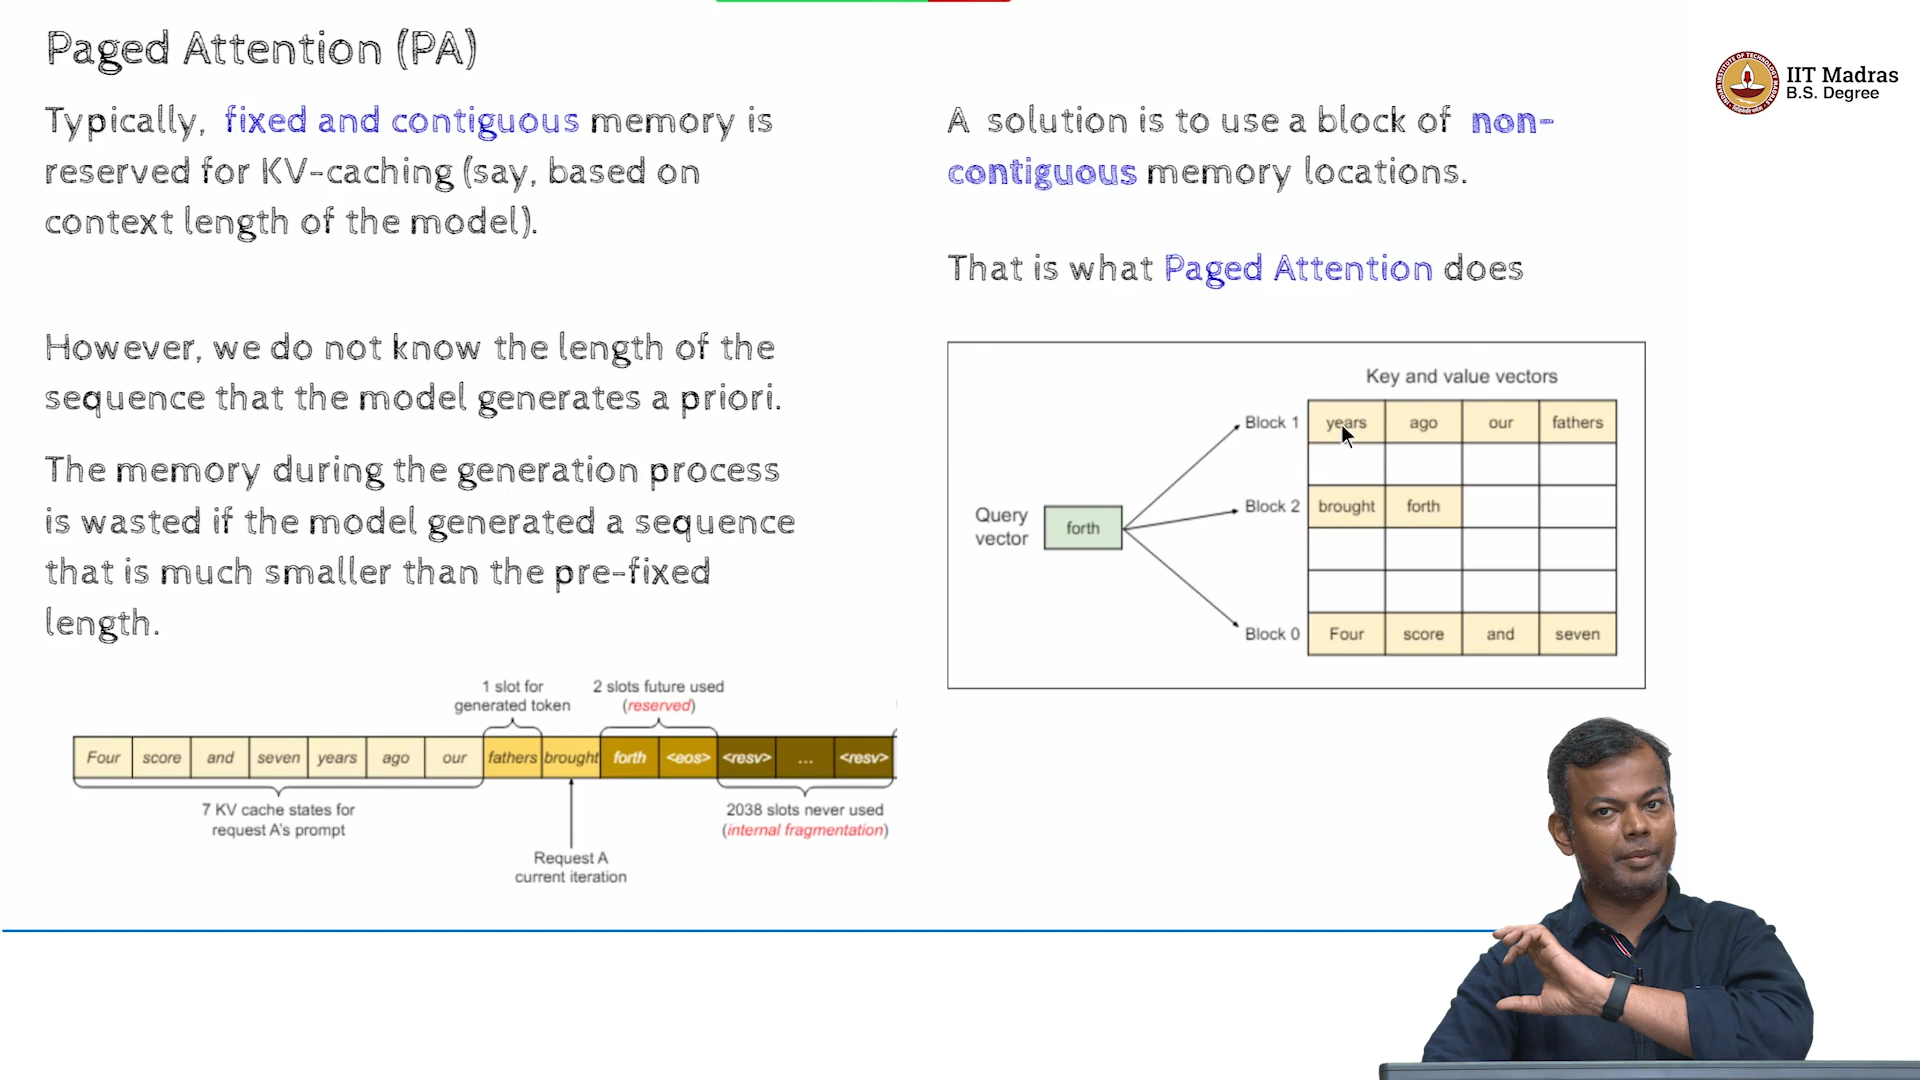 Paged Attention (PA)
Typically, fixed and contiguous memory is
reserved for KV-caching (say, based on
context length of the model).
However, we do not know the length of the
sequence that the model generates a priori.
The memory during the generation process
is wasted if the model generated a sequence
that is much smaller than the pre-fixed
length.
1 slot for
generated token
2 slots future used
(reserved)
Four score and seven years ago our fathers brought forth <eos> <resv> ... <resv>
7 KV cache states for
request A's prompt
2038 slots never used
(internal fragmentation)
Request A
current iteration
IIT Madras
B.S. Degree
A solution is to use a block of non-
contiguous memory locations.
That is what Paged Attention does
Key and value vectors
Block 1 years ago our fathers
Query
vector
forth
Block 2 brought forth
Block 0 Four score and seven